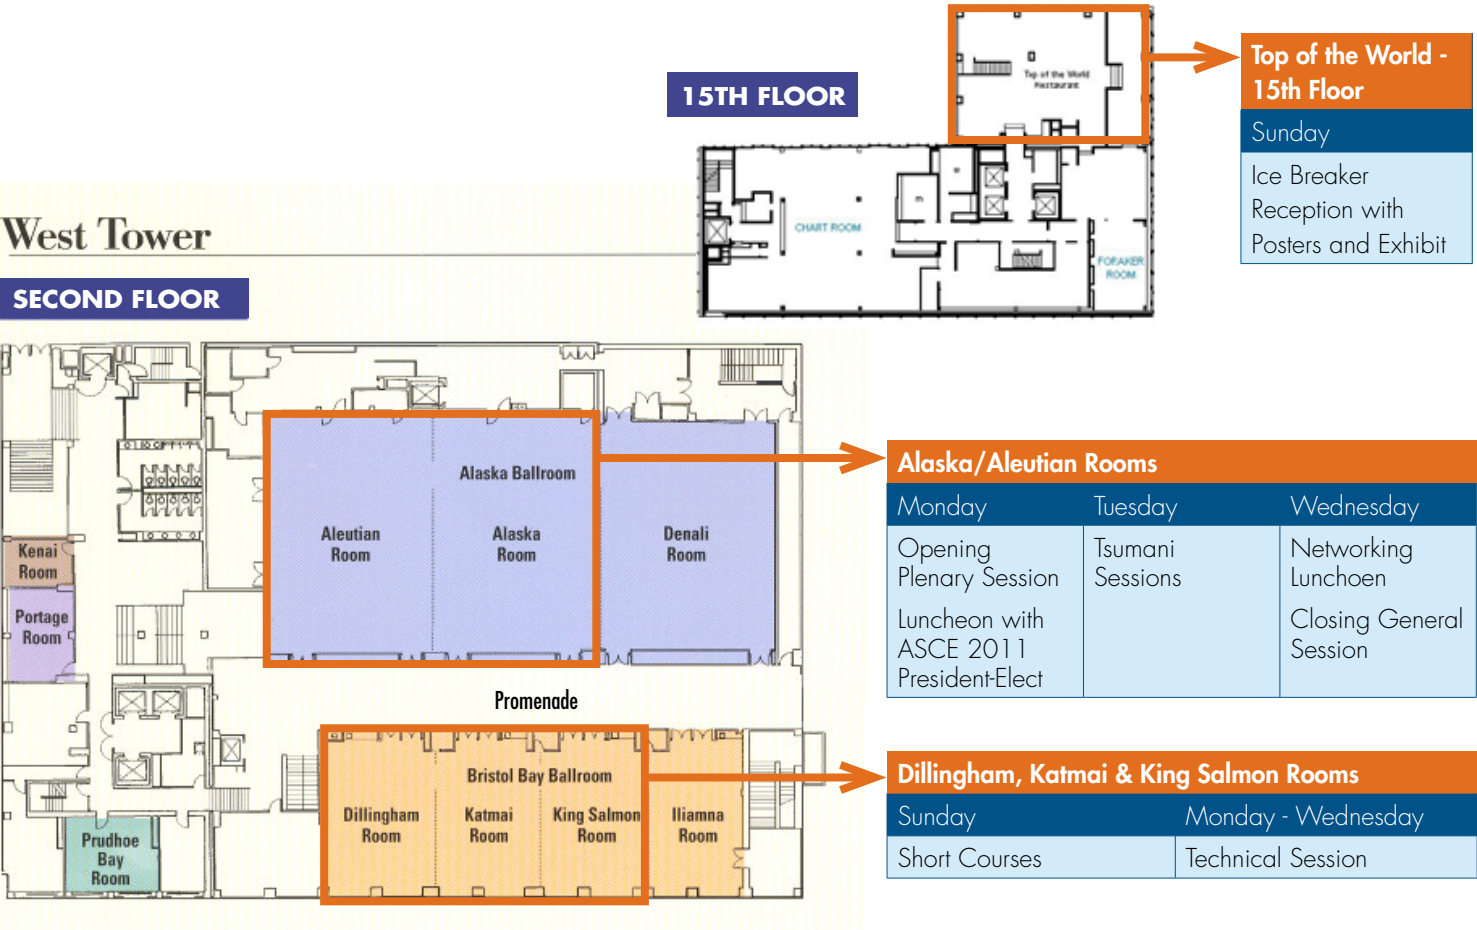 15TH FLOOR
Top of the World
Restaurant
CHART ROOM
FORAKER
ROOM
Top of the World -
15th Floor
Sunday
Ice Breaker
Reception with
Posters and Exhibit
West Tower
SECOND FLOOR
Alaska Ballroom
Aleutian
Room
Alaska
Room
Denali
Room
Kenai
Room
Portage
Room
Promenade
Bristol Bay Ballroom
Dillingham
Room
Katmai
Room
King Salmon
Room
Iliamna
Room
Prudhoe
Bay
Room
Alaska/Aleutian Rooms
Monday Tuesday Wednesday
Opening
Plenary Session
Luncheon with
ASCE 2011
President-Elect
Tsumani
Sessions
Networking
Lunchoen
Closing General
Session
Dillingham, Katmai & King Salmon Rooms
Sunday Monday - Wednesday
Short Courses Technical Session